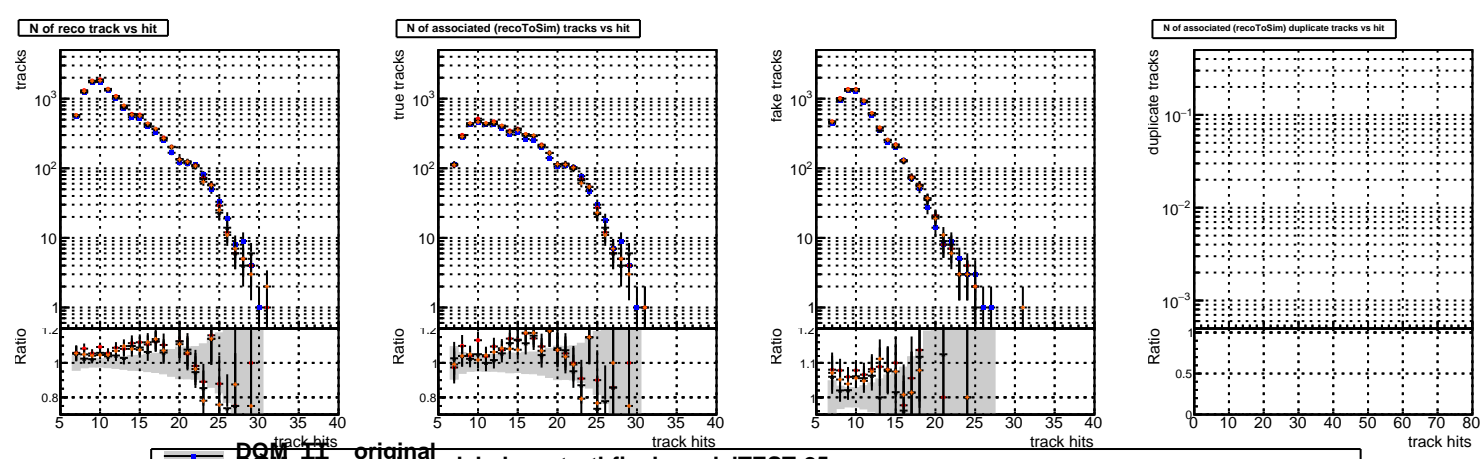 N of reco track vs hit
tracks
10³
10²
10
1
Ratio
1.2
1
0.8
5 10 15 20 25 30 35 40
track hits
N of associated (recoToSim) tracks vs hit
true tracks
10³
10²
10
1
Ratio
1.2
1
0.8
5 10 15 20 25 30 35 40
track hits
fake tracks
10³
10²
10
1
Ratio
1.2
1.1
1
5 10 15 20 25 30 35 40
track hits
N of associated (recoToSim) duplicate tracks vs hit
duplicate tracks
10⁻¹
10⁻²
10⁻³
Ratio
1
0.5
0
0 10 20 30 40 50 60 70 80
track hits
original